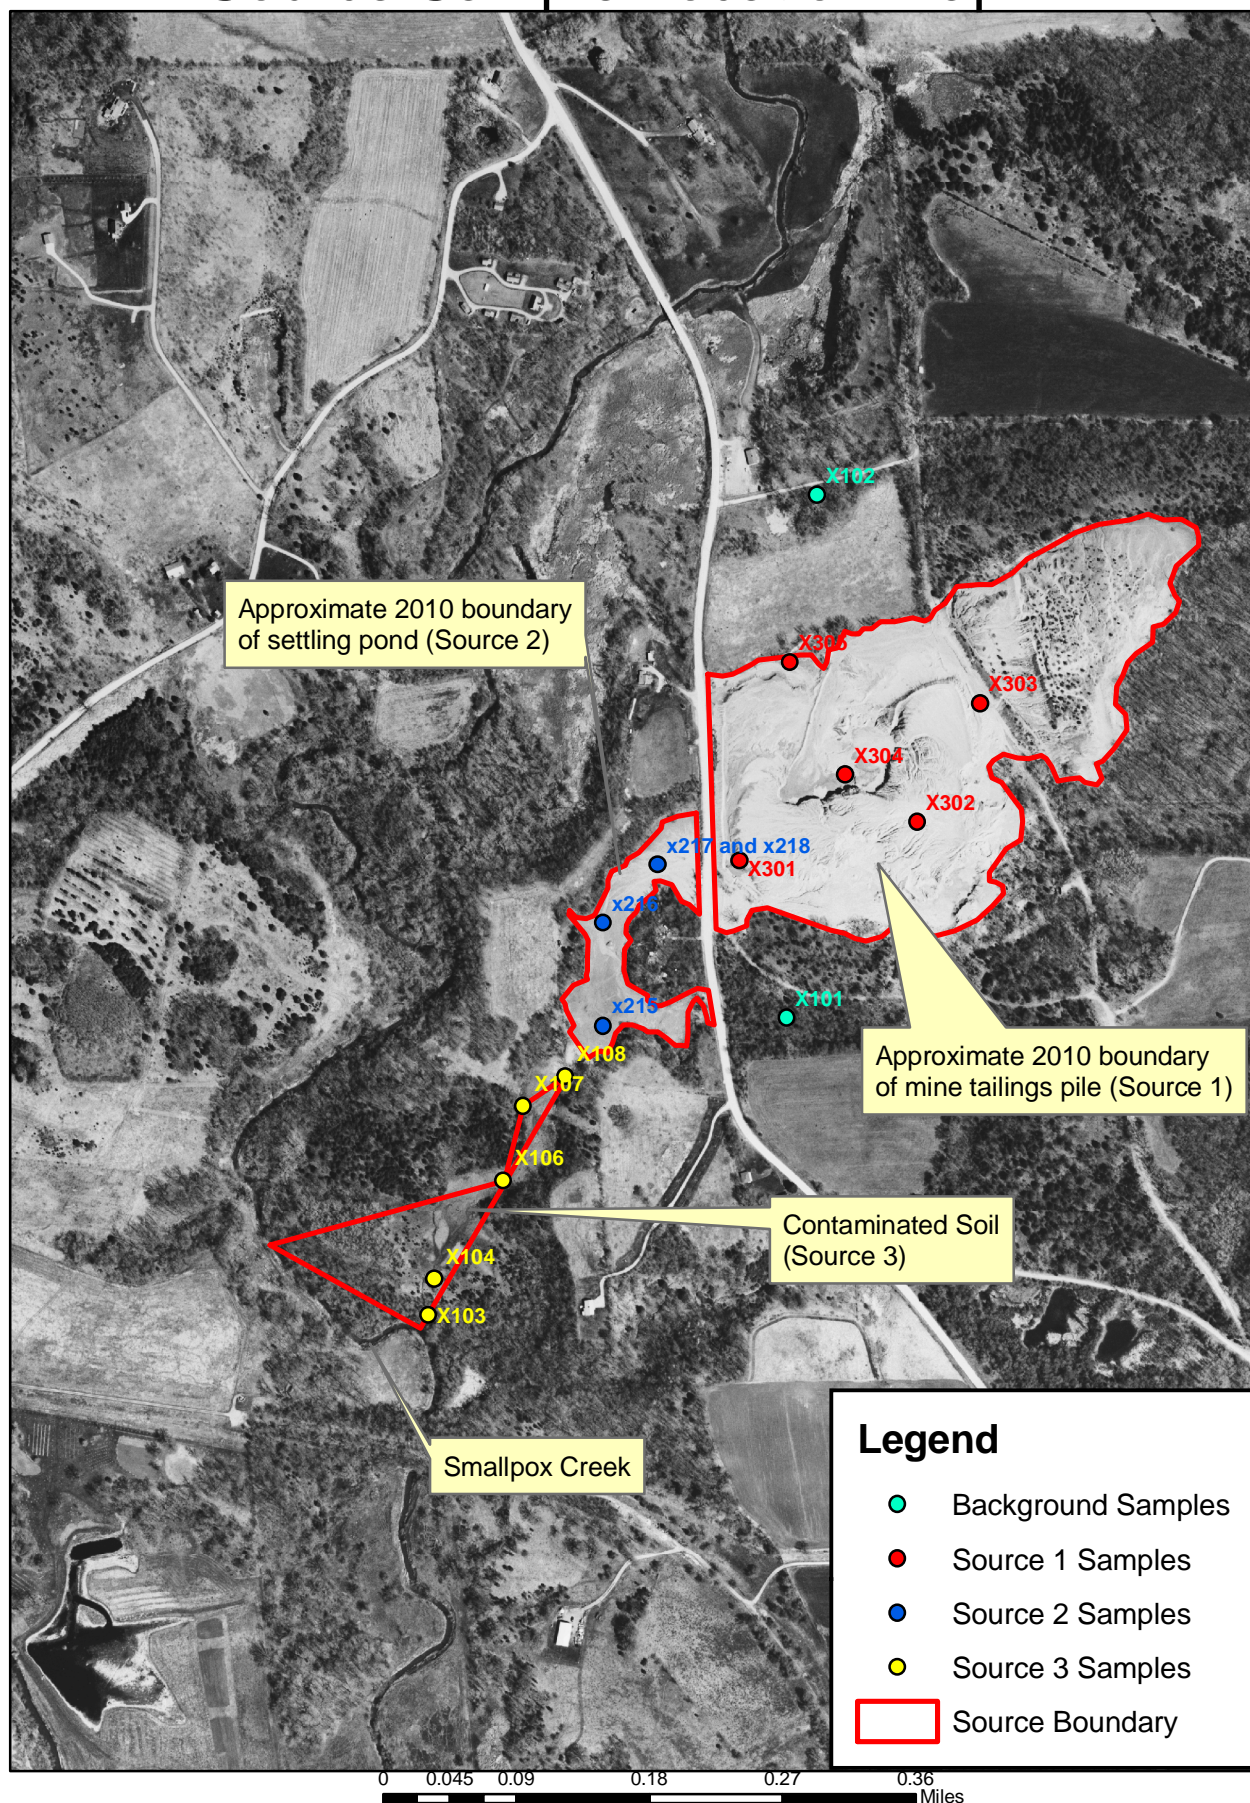 X102
Approximate 2010 boundary
of settling pond (Source 2)
X305
X303
X304
X302
x217 and x218
X301
x216
x215
X101
X108
Approximate 2010 boundary
of mine tailings pile (Source 1)
X107
X106
Contaminated Soil
(Source 3)
X104
X103
Smallpox Creek
Legend
Background Samples
Source 1 Samples
Source 2 Samples
Source 3 Samples
Source Boundary
0 0.045 0.09 0.18 0.27 0.36
Miles